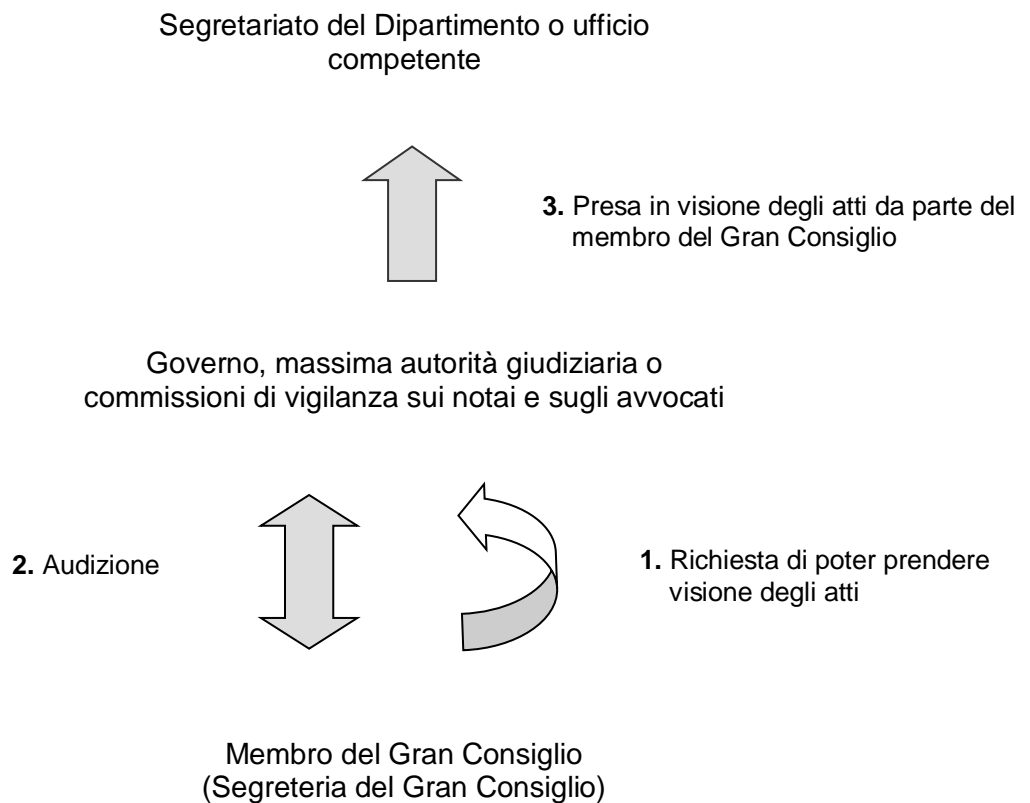 Segretariato del Dipartimento o ufficio
competente
3. Presa in visione degli atti da parte del
membro del Gran Consiglio
Governo, massima autorità giudiziaria o
commissioni di vigilanza sui notai e sugli avvocati
2. Audizione
1. Richiesta di poter prendere
visione degli atti
Membro del Gran Consiglio
(Segreteria del Gran Consiglio)